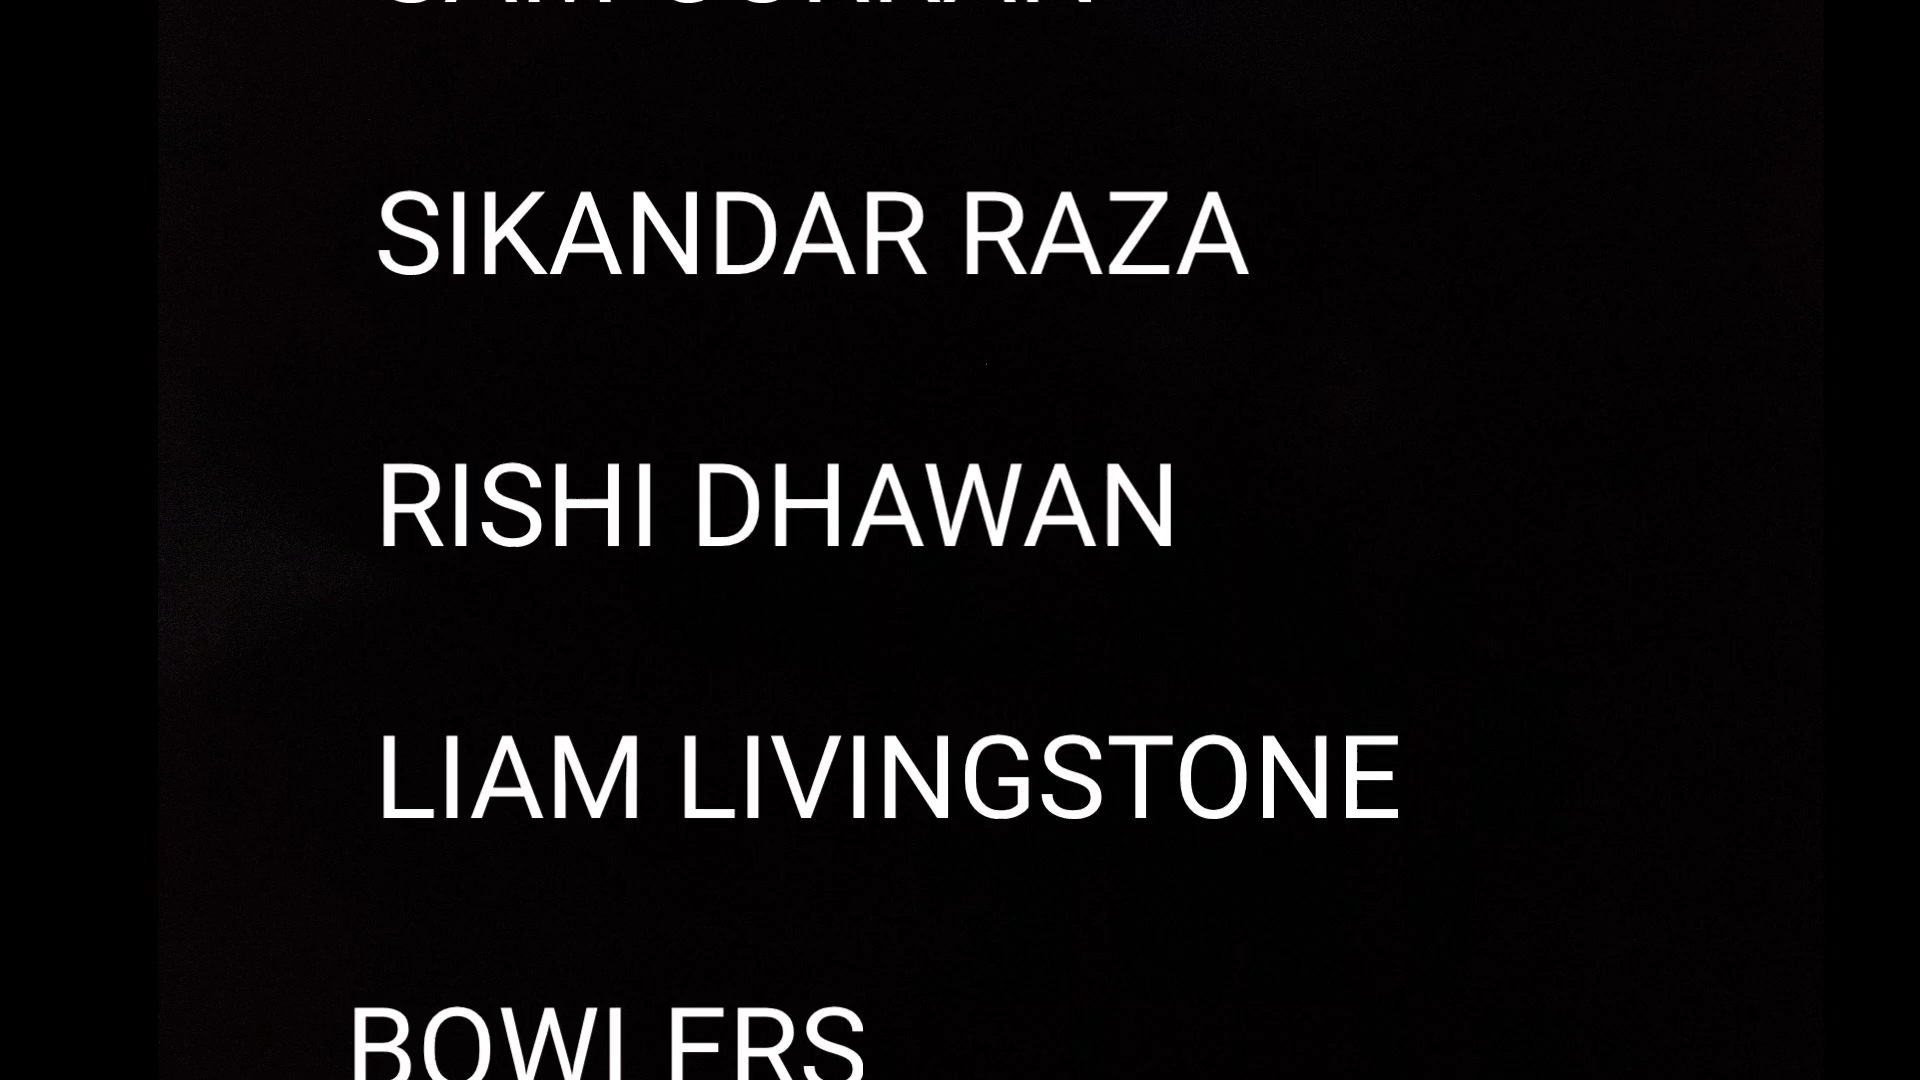 SIKANDAR RAZA
RISHI DHAWAN
LIAM LIVINGSTONE
BOWLERS